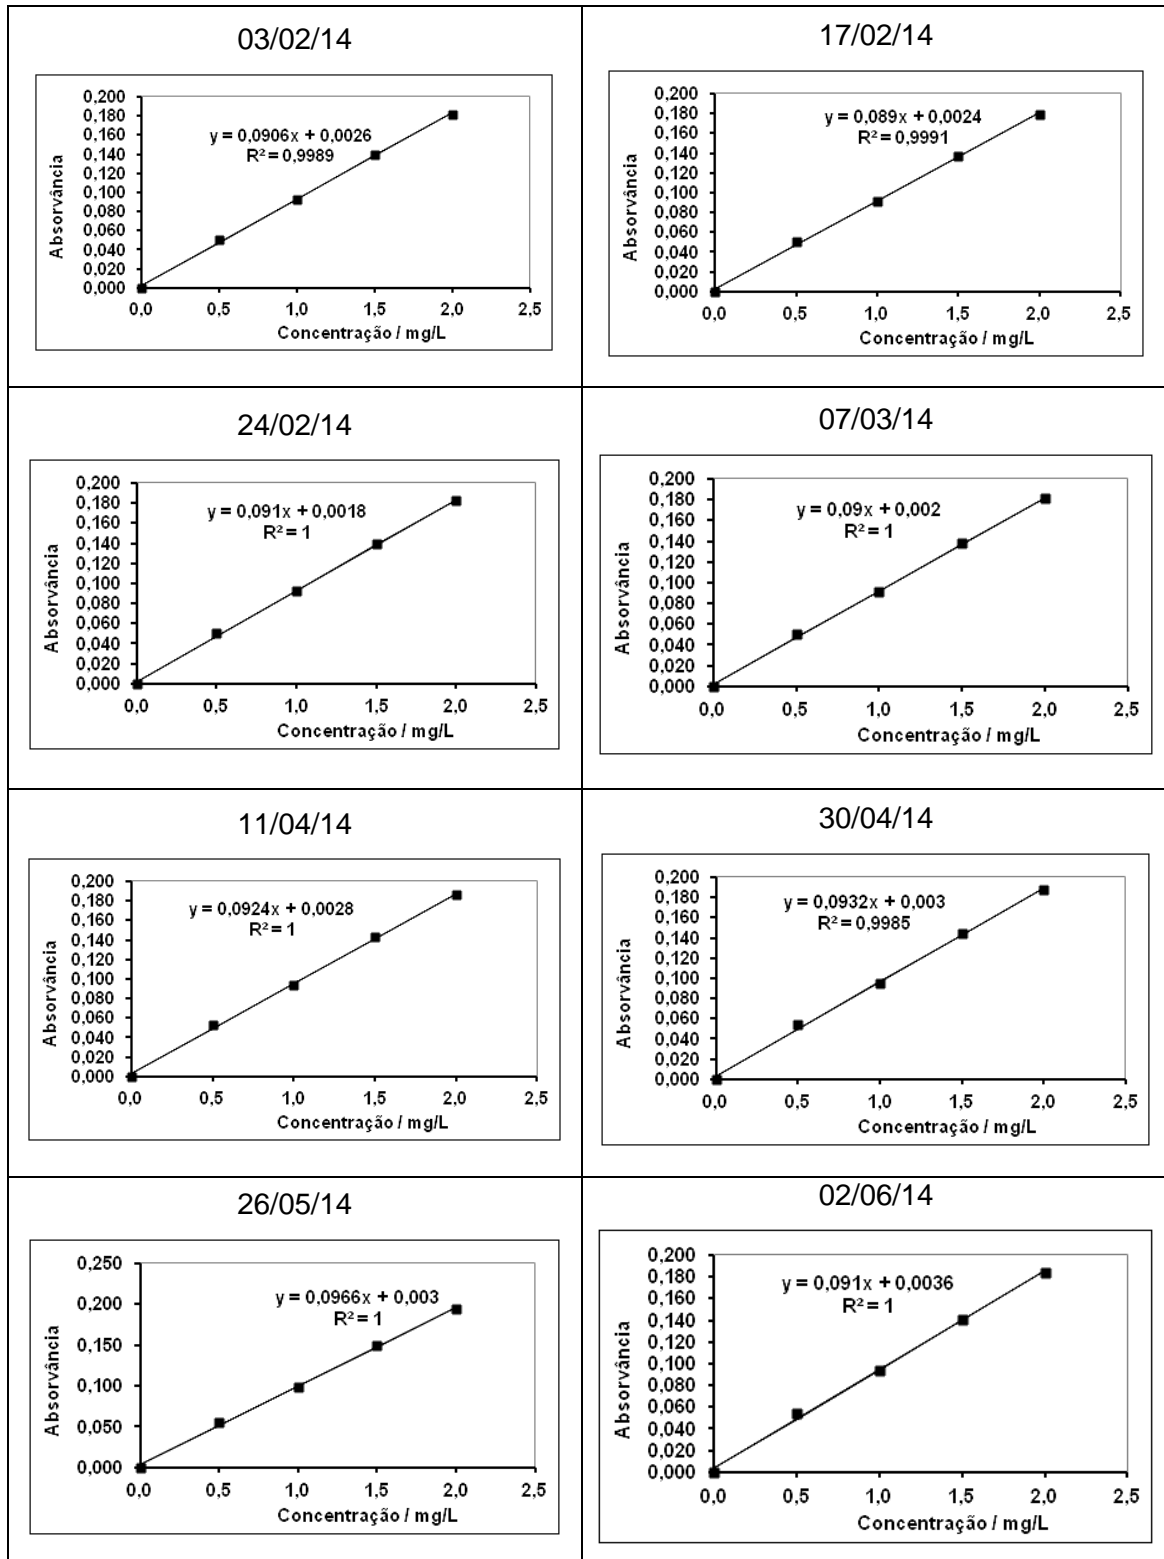 03/02/14
y = 0,0906x + 0,0026
R² = 0,9989
Absorvância
0,200
0,180
0,160
0,140
0,120
0,100
0,080
0,060
0,040
0,020
0,000
0,0 0,5 1,0 1,5 2,0 2,5
Concentração / mg/L
17/02/14
y = 0,089x + 0,0024
R² = 0,9991
Absorvância
0,200
0,180
0,160
0,140
0,120
0,100
0,080
0,060
0,040
0,020
0,000
0,0 0,5 1,0 1,5 2,0 2,5
Concentração / mg/L
24/02/14
y = 0,091x + 0,0018
R² = 1
Absorvância
0,200
0,180
0,160
0,140
0,120
0,100
0,080
0,060
0,040
0,020
0,000
0,0 0,5 1,0 1,5 2,0 2,5
Concentração / mg/L
07/03/14
y = 0,09x + 0,002
R² = 1
Absorvância
0,200
0,180
0,160
0,140
0,120
0,100
0,080
0,060
0,040
0,020
0,000
0,0 0,5 1,0 1,5 2,0 2,5
Concentração / mg/L
11/04/14
y = 0,0924x + 0,0028
R² = 1
Absorvância
0,200
0,180
0,160
0,140
0,120
0,100
0,080
0,060
0,040
0,020
0,000
0,0 0,5 1,0 1,5 2,0 2,5
Concentração / mg/L
30/04/14
y = 0,0932x + 0,003
R² = 0,9985
Absorvância
0,200
0,180
0,160
0,140
0,120
0,100
0,080
0,060
0,040
0,020
0,000
0,0 0,5 1,0 1,5 2,0 2,5
Concentração / mg/L
26/05/14
y = 0,0966x + 0,003
R² = 1
Absorvância
0,250
0,200
0,150
0,100
0,050
0,000
0,0 0,5 1,0 1,5 2,0 2,5
Concentração / mg/L
02/06/14
y = 0,091x + 0,0036
R² = 1
Absorvância
0,200
0,180
0,160
0,140
0,120
0,100
0,080
0,060
0,040
0,020
0,000
0,0 0,5 1,0 1,5 2,0 2,5
Concentração / mg/L